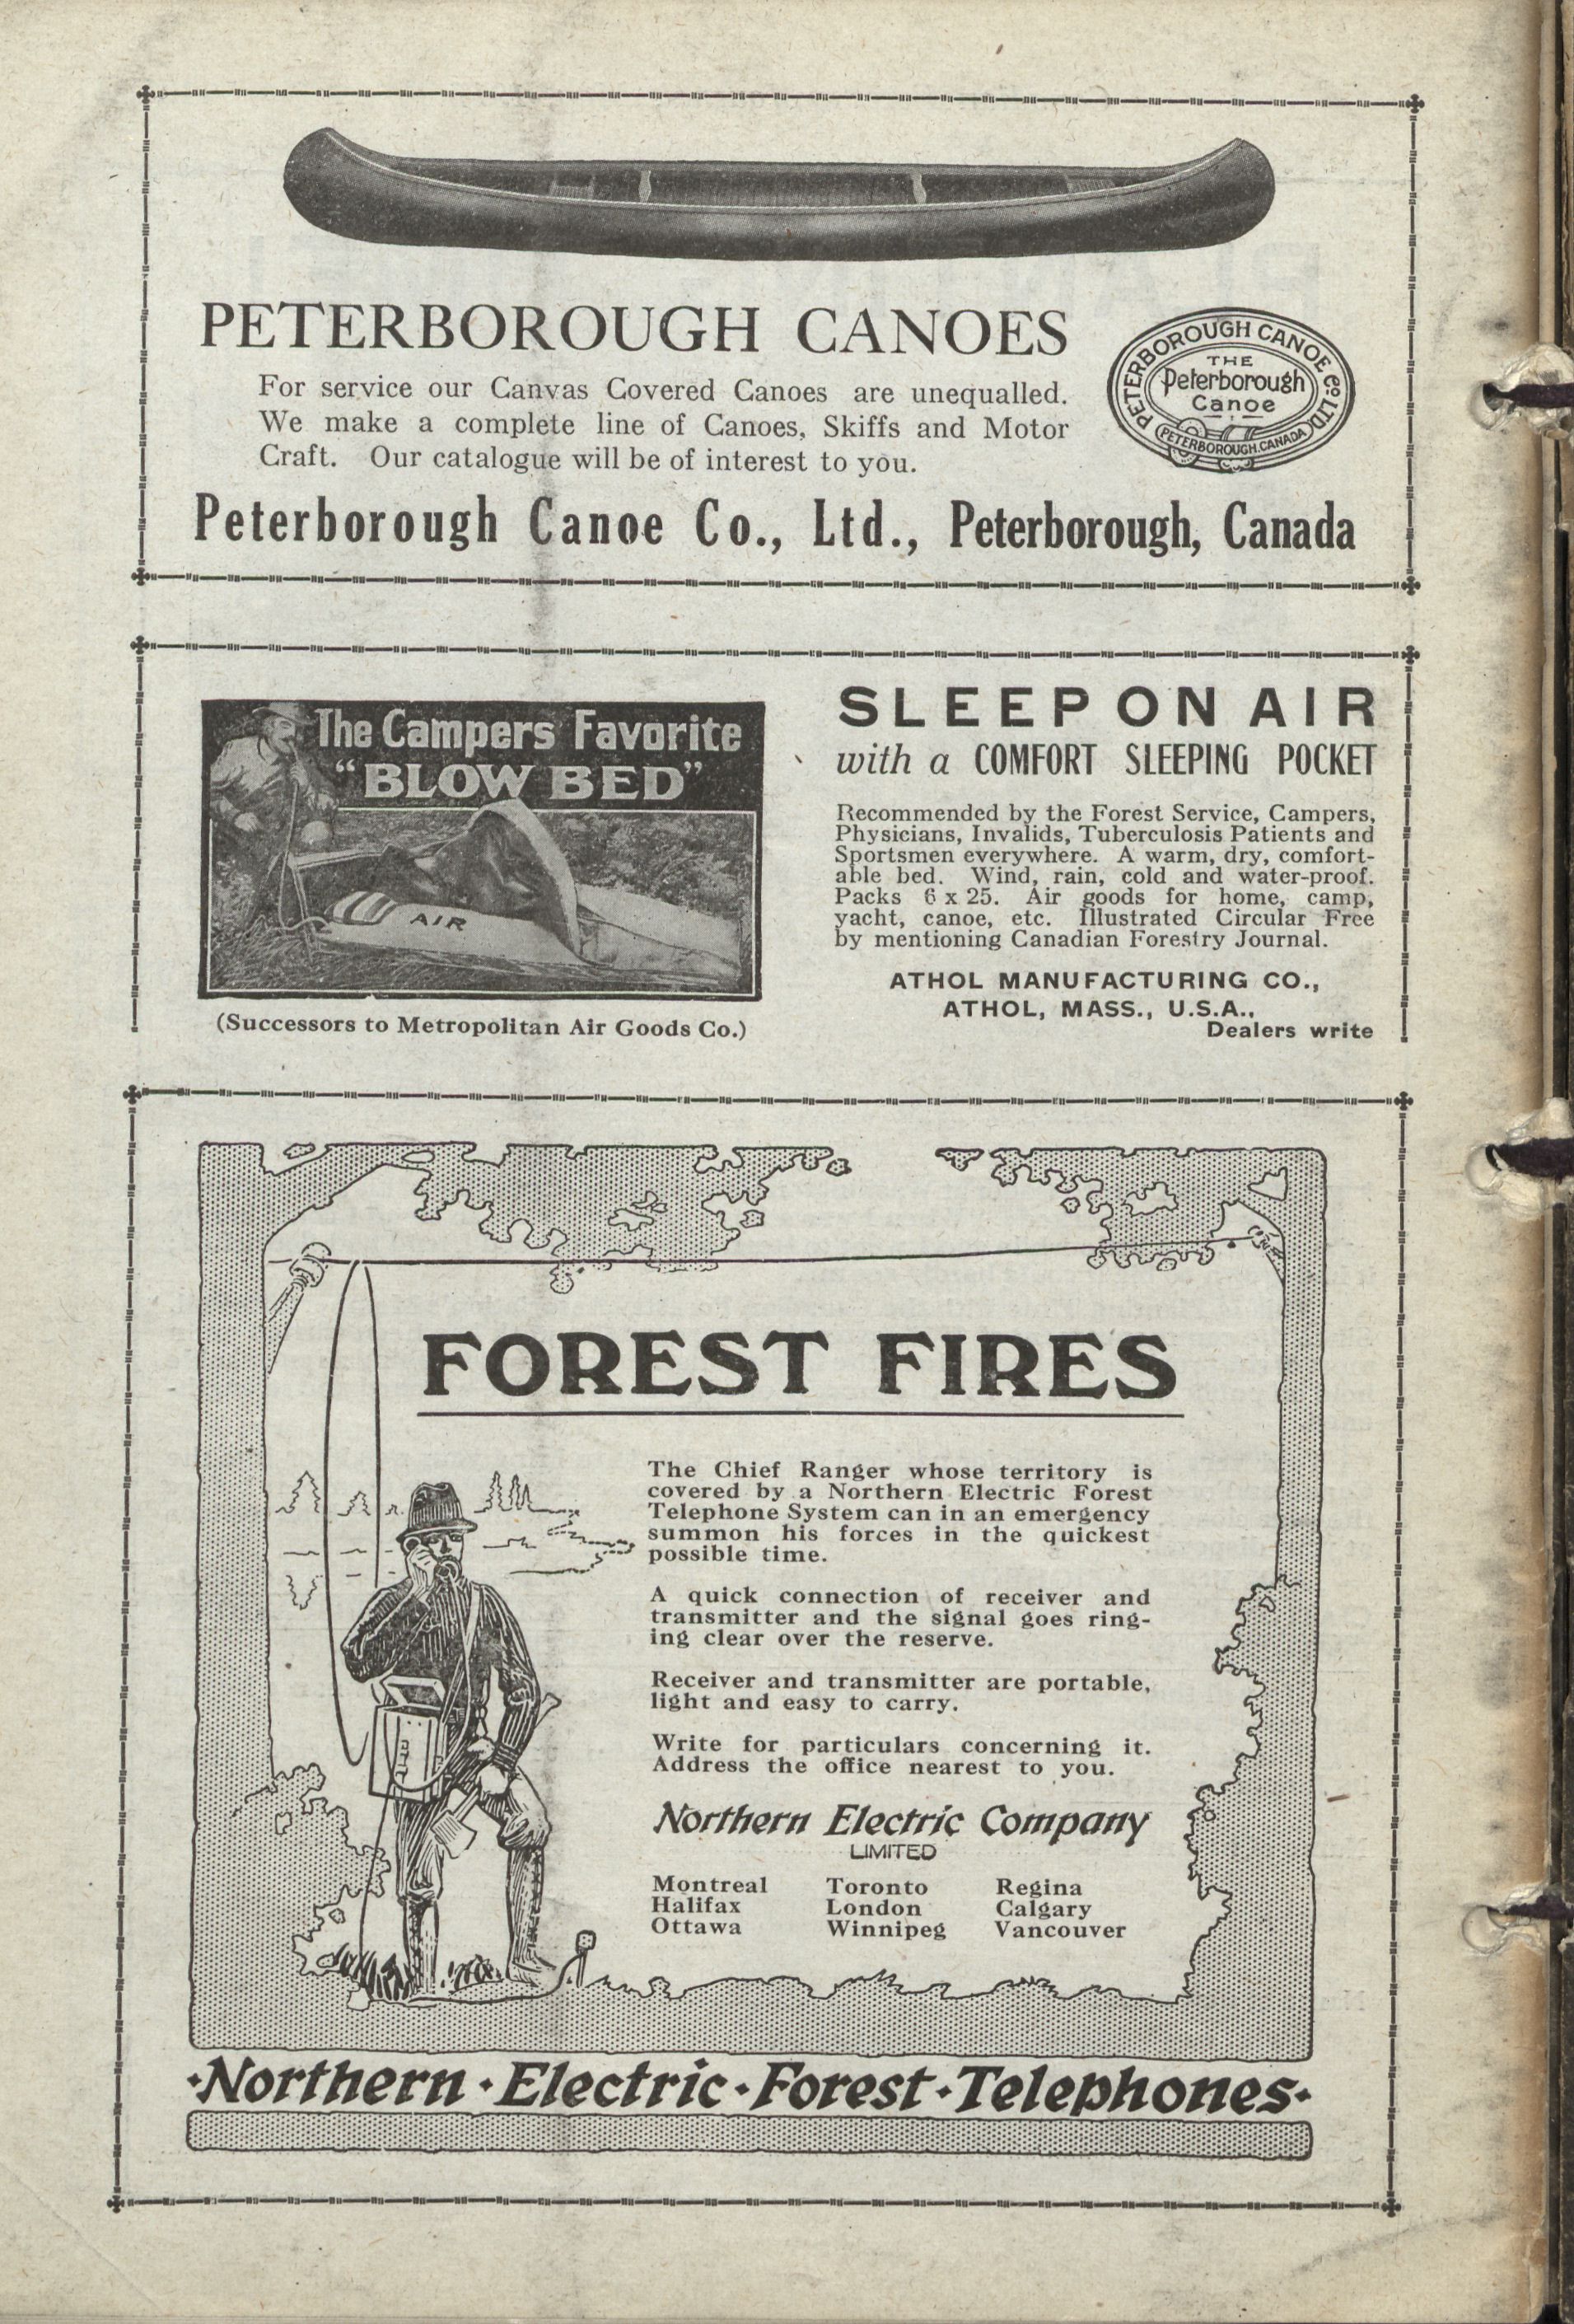 PETERBOROUGH CANOES
For service our Canvas Covered Canoes are unequalled.
We make a complete line of Canoes, Skiffs and Motor
Craft. Our catalogue will be of interest to you.
PETERBOROUGH CANOE Co. LTD.
THE
Peterborough
Canoe
PETERBOROUGH. CANADA
Peterborough Canoe Co., Ltd., Peterborough, Canada
The Campers Favorite
"BLOW BED"
AIR
(Successors to Metropolitan Air Goods Co.)
SLEEP ON AIR
with a COMFORT SLEEPING POCKET
Recommended by the Forest Service, Campers,
Physicians, Invalids, Tuberculosis Patients and
Sportsmen everywhere. A warm, dry, comfort-
able bed. Wind, rain, cold and water-proof.
Packs 6 x 25. Air goods for home, camp,
yacht, canoe, etc. Illustrated Circular Free
by mentioning Canadian Forestry Journal.
ATHOL MANUFACTURING CO.,
ATHOL, MASS., U.S.A.,
Dealers write
FOREST FIRES
The Chief Ranger whose territory is
covered by a Northern Electric Forest
Telephone System can in an emergency
summon his forces in the quickest
possible time.
A quick connection of receiver and
transmitter and the signal goes ring-
ing clear over the reserve.
Receiver and transmitter are portable,
light and easy to carry.
Write for particulars concerning it.
Address the office nearest to you.
Northern Electric Company
LIMITED
Montreal Toronto Regina
Halifax London Calgary
Ottawa Winnipeg Vancouver
·Northern·Electric·Forest·Telephones·